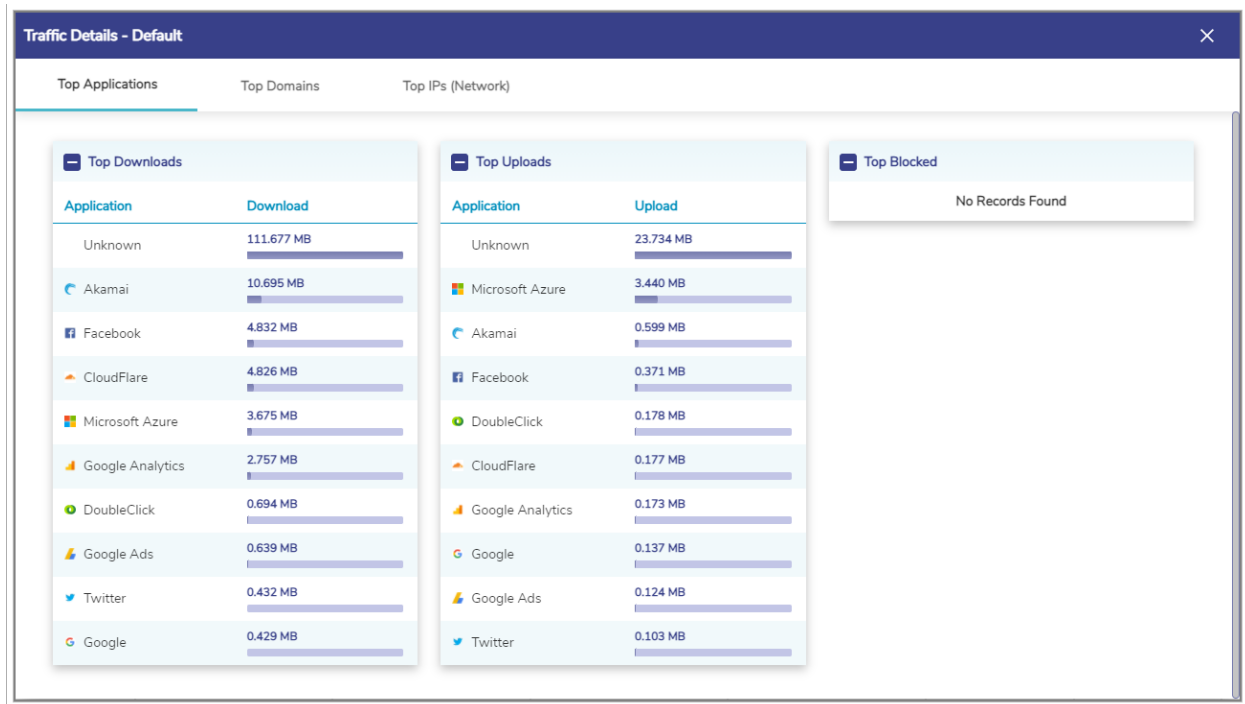 Traffic Details - Default
Top Applications
Top Domains
Top IPs (Network)
Top Downloads
Application Download
Unknown 111.677 MB
Akamai 10.695 MB
Facebook 4.832 MB
CloudFlare 4.826 MB
Microsoft Azure 3.675 MB
Google Analytics 2.757 MB
DoubleClick 0.694 MB
Google Ads 0.639 MB
Twitter 0.432 MB
Google 0.429 MB
Top Uploads
Application Upload
Unknown 23.734 MB
Microsoft Azure 3.440 MB
Akamai 0.599 MB
Facebook 0.371 MB
DoubleClick 0.178 MB
CloudFlare 0.177 MB
Google Analytics 0.173 MB
Google 0.137 MB
Google Ads 0.124 MB
Twitter 0.103 MB
Top Blocked
No Records Found